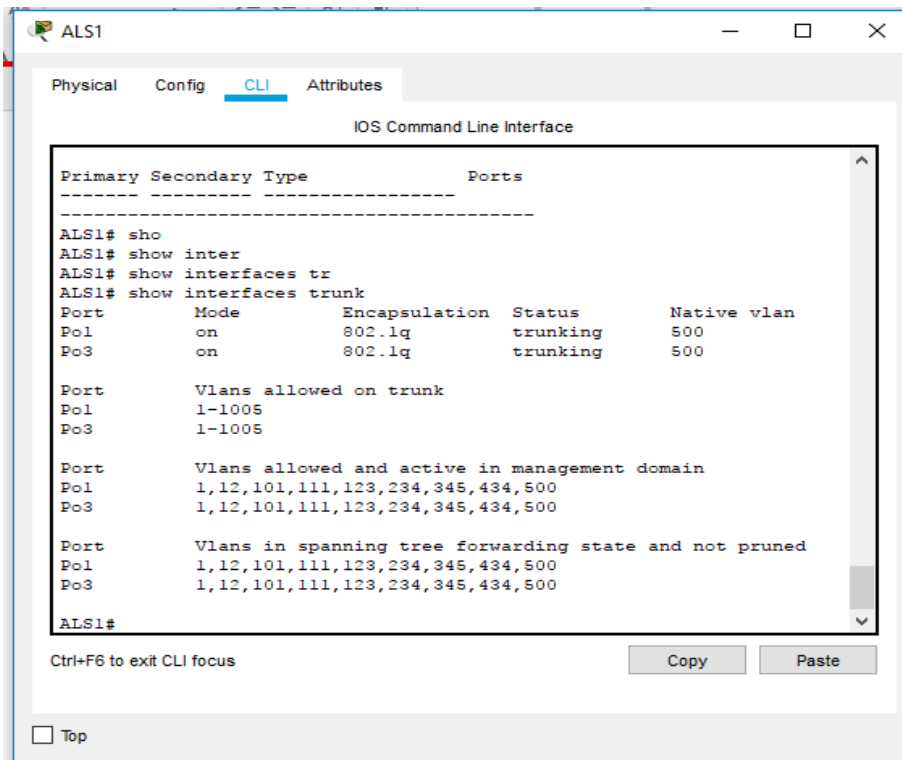 ALS1
Physical Config CLI Attributes
IOS Command Line Interface
Primary Secondary Type Ports
------- --------- -----------------
------------------------------------------
ALS1# sho
ALS1# show inter
ALS1# show interfaces tr
ALS1# show interfaces trunk
Port Mode Encapsulation Status Native vlan
Po1 on 802.1q trunking 500
Po3 on 802.1q trunking 500
Port Vlans allowed on trunk
Po1 1-1005
Po3 1-1005
Port Vlans allowed and active in management domain
Po1 1,12,101,111,123,234,345,434,500
Po3 1,12,101,111,123,234,345,434,500
Port Vlans in spanning tree forwarding state and not pruned
Po1 1,12,101,111,123,234,345,434,500
Po3 1,12,101,111,123,234,345,434,500
ALS1#
Ctrl+F6 to exit CLI focus
Copy Paste
Top